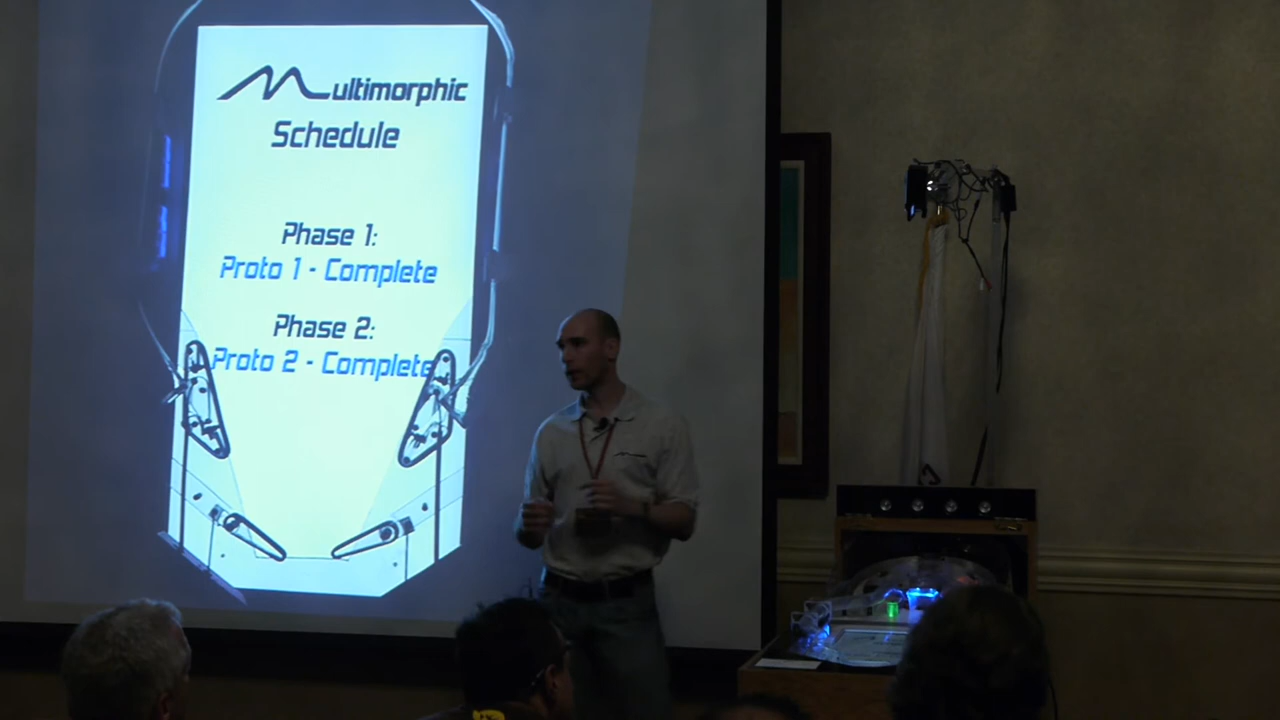 Multimorphic
Schedule
Phase 1:
Proto 1 - Complete
Phase 2:
Proto 2 - Complete